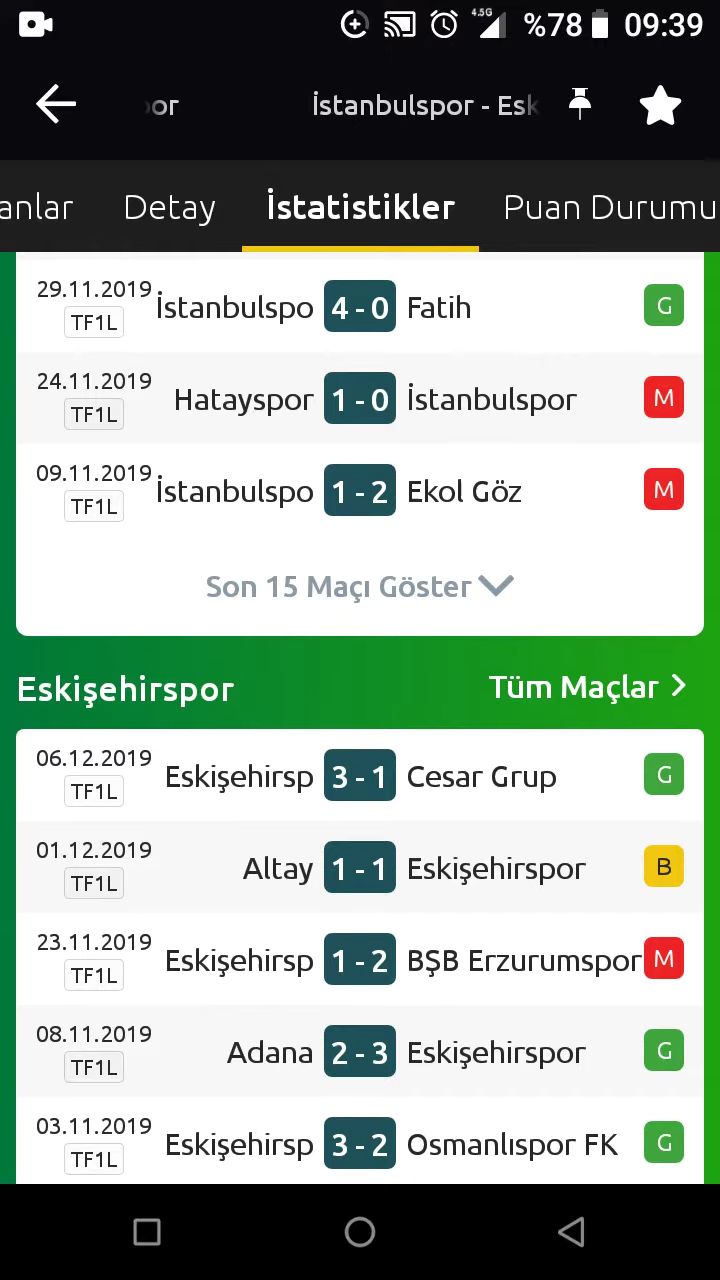 4.5G %78 09:39
or İstanbulspor - Esk
anlar Detay İstatistikler Puan Durumu
29.11.2019
TF1L
İstanbulspo 4 - 0 Fatih G
24.11.2019
TF1L
Hatayspor 1 - 0 İstanbulspor M
09.11.2019
TF1L
İstanbulspo 1 - 2 Ekol Göz M
Son 15 Maçı Göster
Eskişehirspor Tüm Maçlar
06.12.2019
TF1L
Eskişehirsp 3 - 1 Cesar Grup G
01.12.2019
TF1L
Altay 1 - 1 Eskişehirspor B
23.11.2019
TF1L
Eskişehirsp 1 - 2 BŞB Erzurumspor M
08.11.2019
TF1L
Adana 2 - 3 Eskişehirspor G
03.11.2019
TF1L
Eskişehirsp 3 - 2 Osmanlıspor FK G